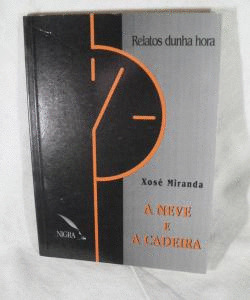 Relatos dunha hora
Xosé Miranda
A NEVE
E
A CADEIRA
NIGRA